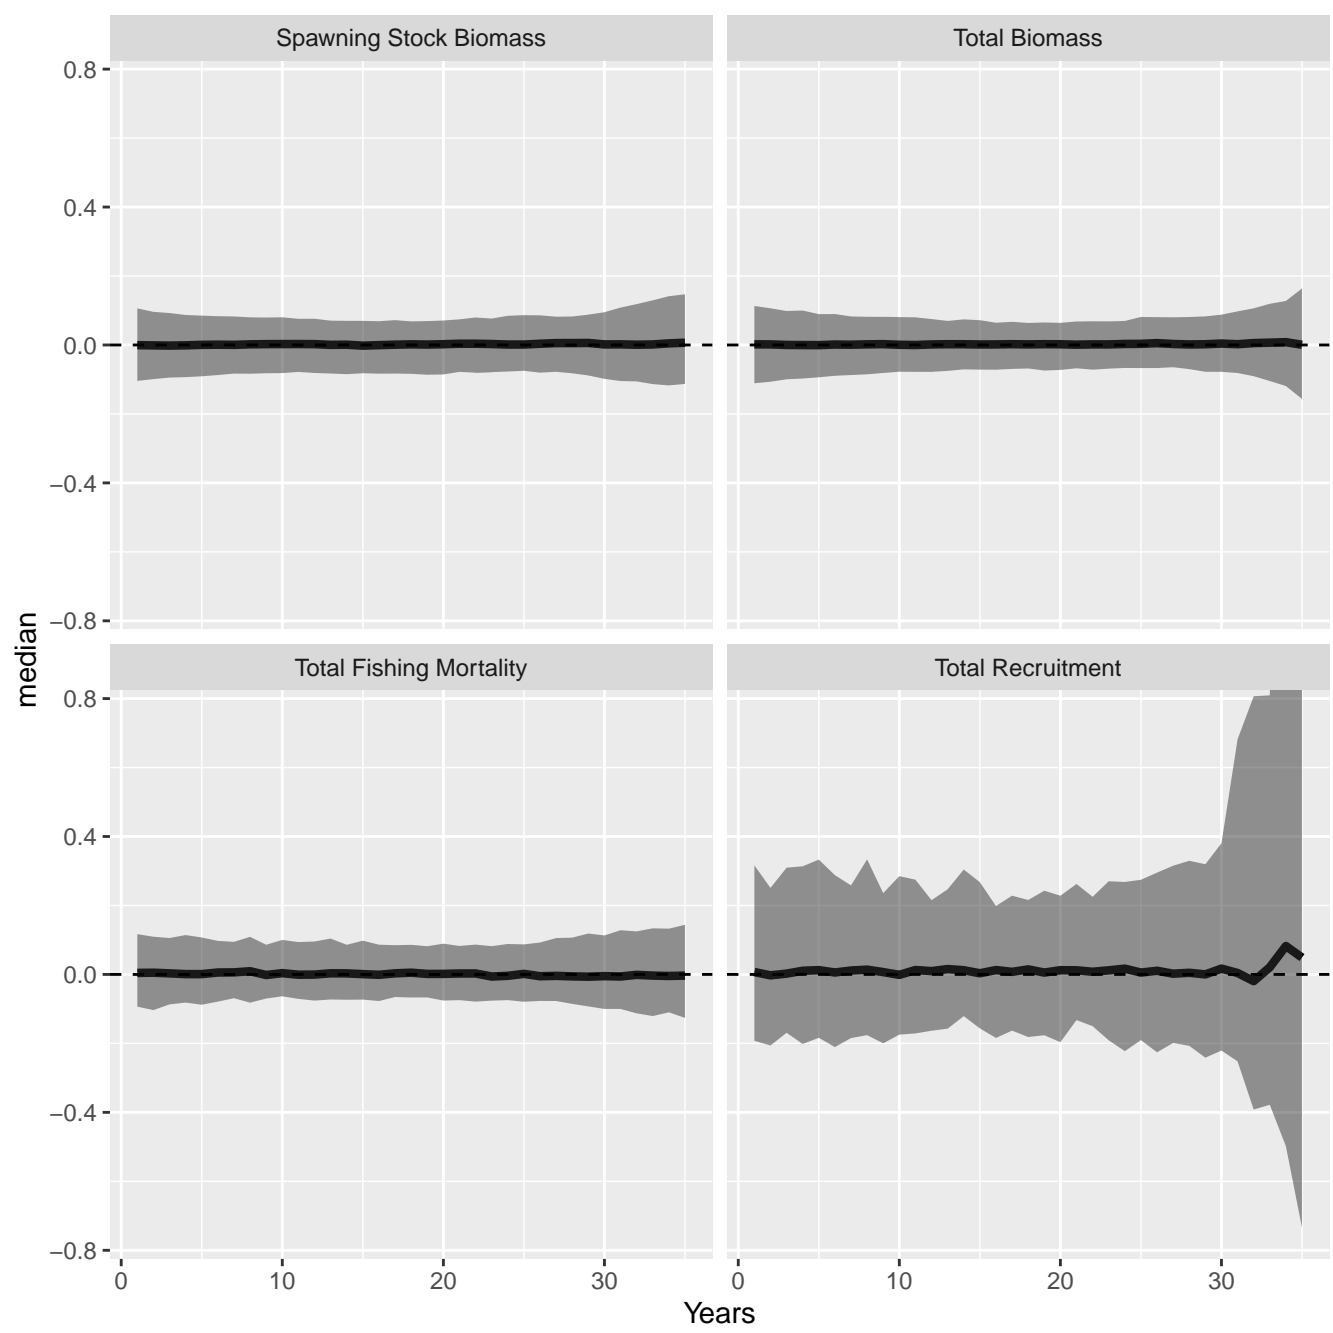 Spawning Stock Biomass
Total Biomass
0.8
0.4
0.0
−0.4
−0.8
Total Fishing Mortality
Total Recruitment
0.8
0.4
0.0
−0.4
−0.8
0 10 20 30
0 10 20 30
Years
median